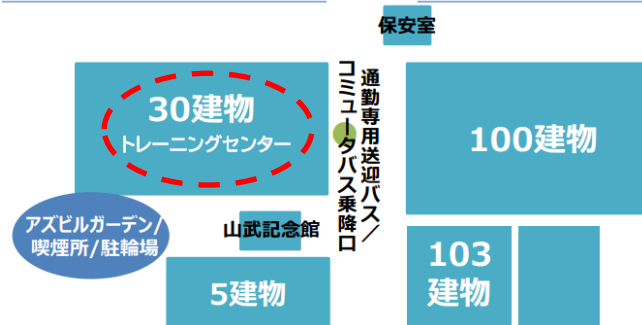 保安室
30建物
トレーニングセンター
通勤専用送迎バス／
コミュータバス乗降口
100建物
アズビルガーデン/
喫煙所/駐輪場
山武記念館
103
建物
5建物